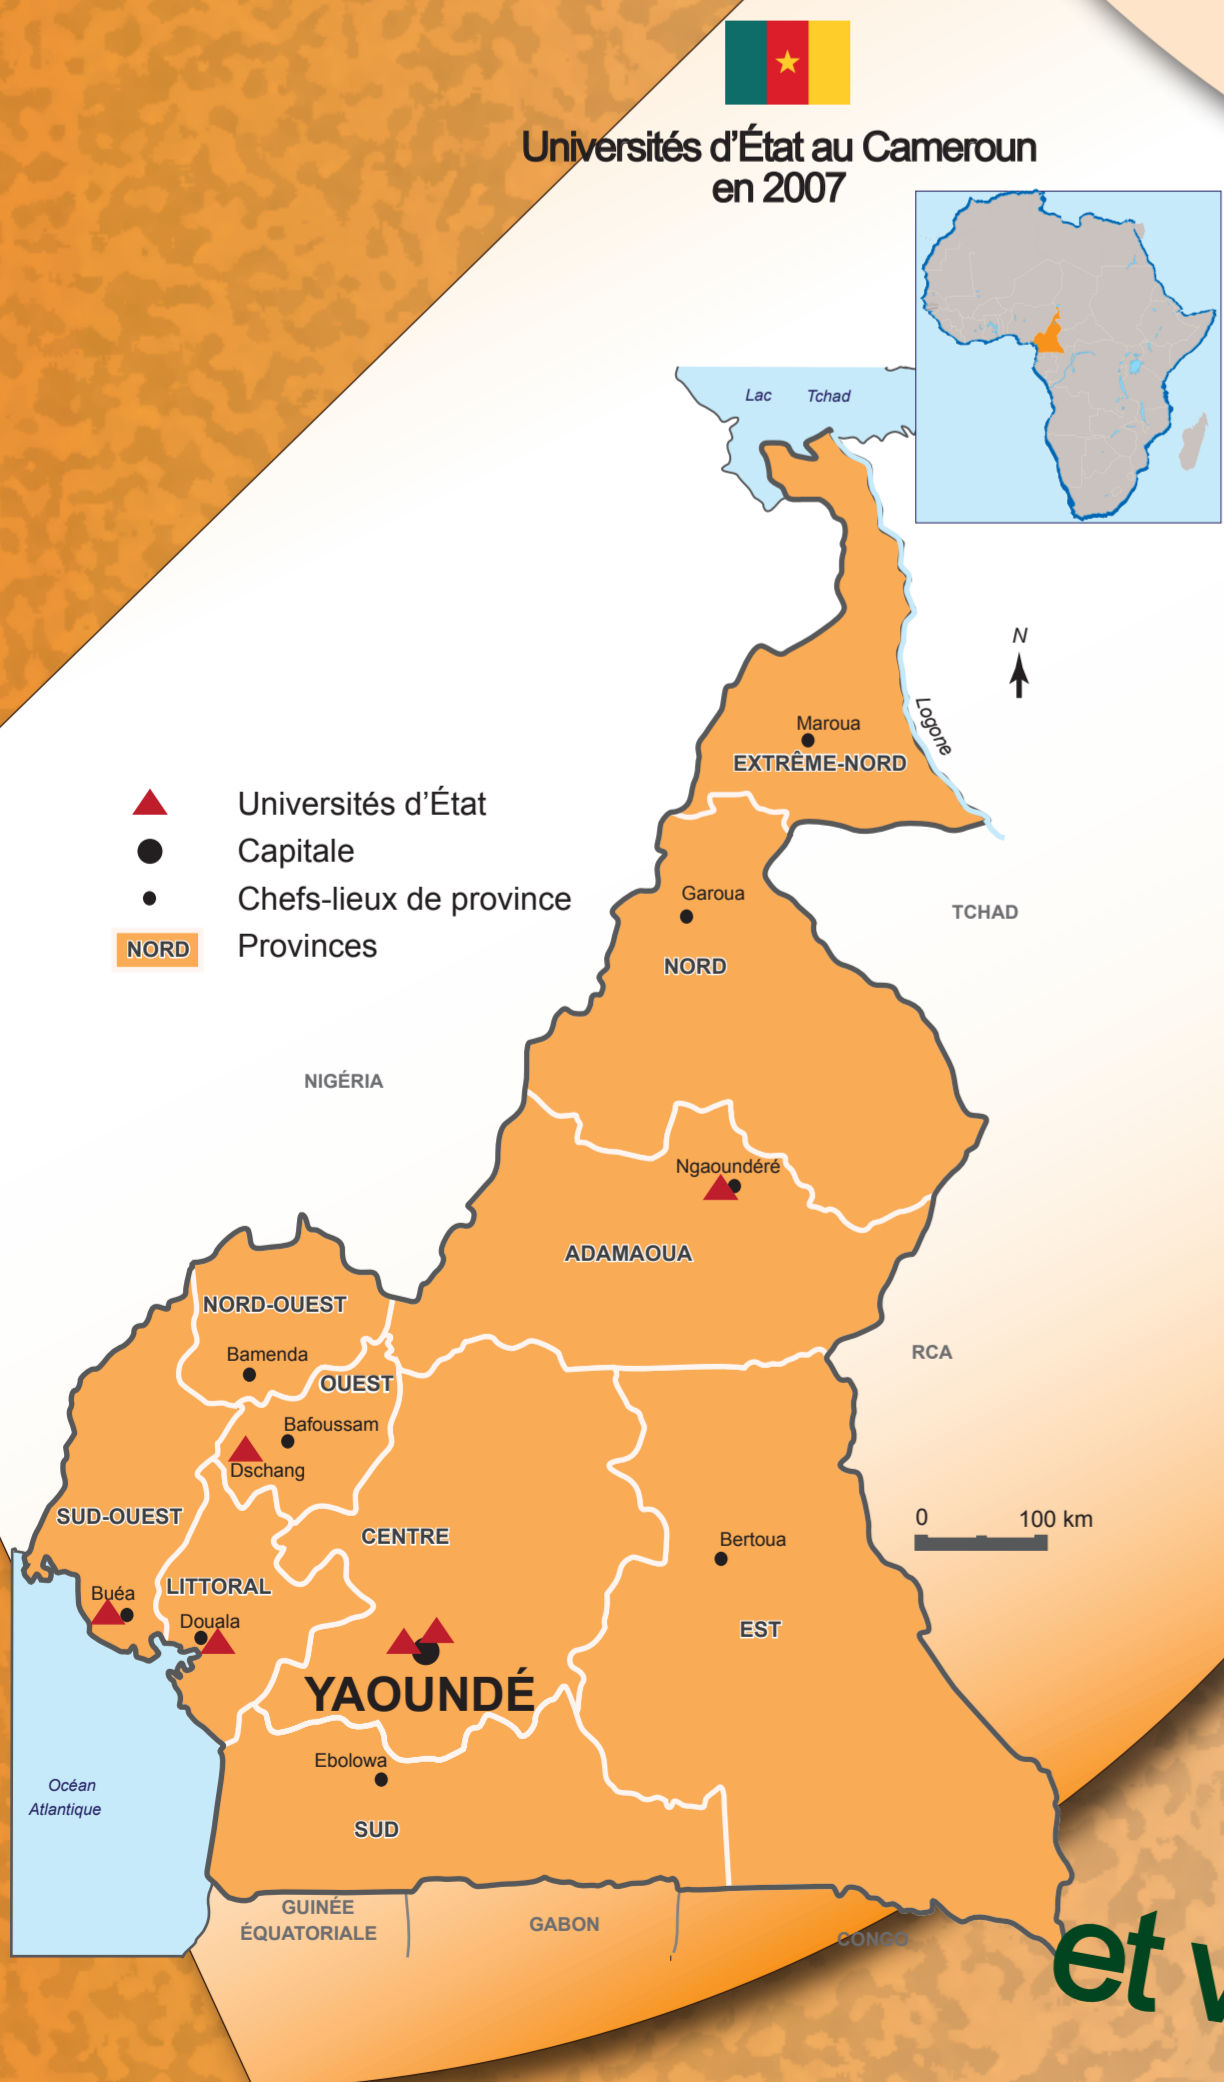 Universités d'État au Cameroun
en 2007
Lac Tchad
N
Logone
Maroua
EXTRÊME-NORD
Universités d'État
Capitale
Chefs-lieux de province
NORD Provinces
Garoua
TCHAD
NORD
NIGÉRIA
Ngaoundéré
ADAMAOUA
NORD-OUEST
RCA
Bamenda
OUEST
Bafoussam
Dschang
SUD-OUEST
0 100 km
CENTRE
Bertoua
LITTORAL
Buéa
Douala
EST
YAOUNDÉ
Ebolowa
Océan
Atlantique
SUD
GUINÉE
ÉQUATORIALE
GABON
CONGO
et